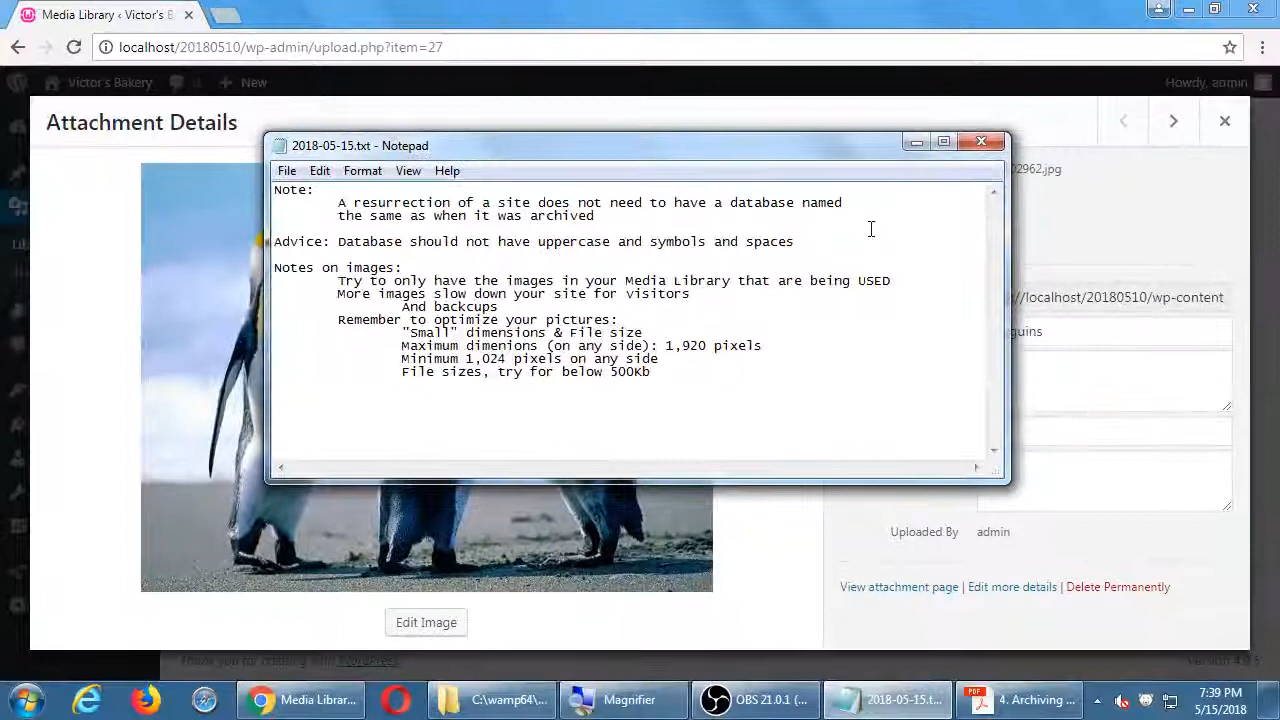 Media Library ‹ Victor's B
localhost/20180510/wp-admin/upload.php?item=27
Victor's Bakery
New
Howdy, admin
Attachment Details
2018-05-15.txt - Notepad
File Edit Format View Help
02962.jpg
Note:
A resurrection of a site does not need to have a database named
the same as when it was archived
Advice: Database should not have uppercase and symbols and spaces
Notes on images:
Try to only have the images in your Media Library that are being USED
More images slow down your site for visitors
And backcups
Remember to optimize your pictures:
"Small" dimensions & File size
Maximum dimenions (on any side): 1,920 pixels
Minimum 1,024 pixels on any side
File sizes, try for below 500Kb
//localhost/20180510/wp-content
guins
Uploaded By admin
View attachment page | Edit more details | Delete Permanently
Edit Image
Thank you for creating with WordPress.
Media Librar...
C:\wamp64\...
Magnifier
OBS 21.0.1 (...
2018-05-15.t...
PDF
4. Archiving ...
7:39 PM
5/15/2018